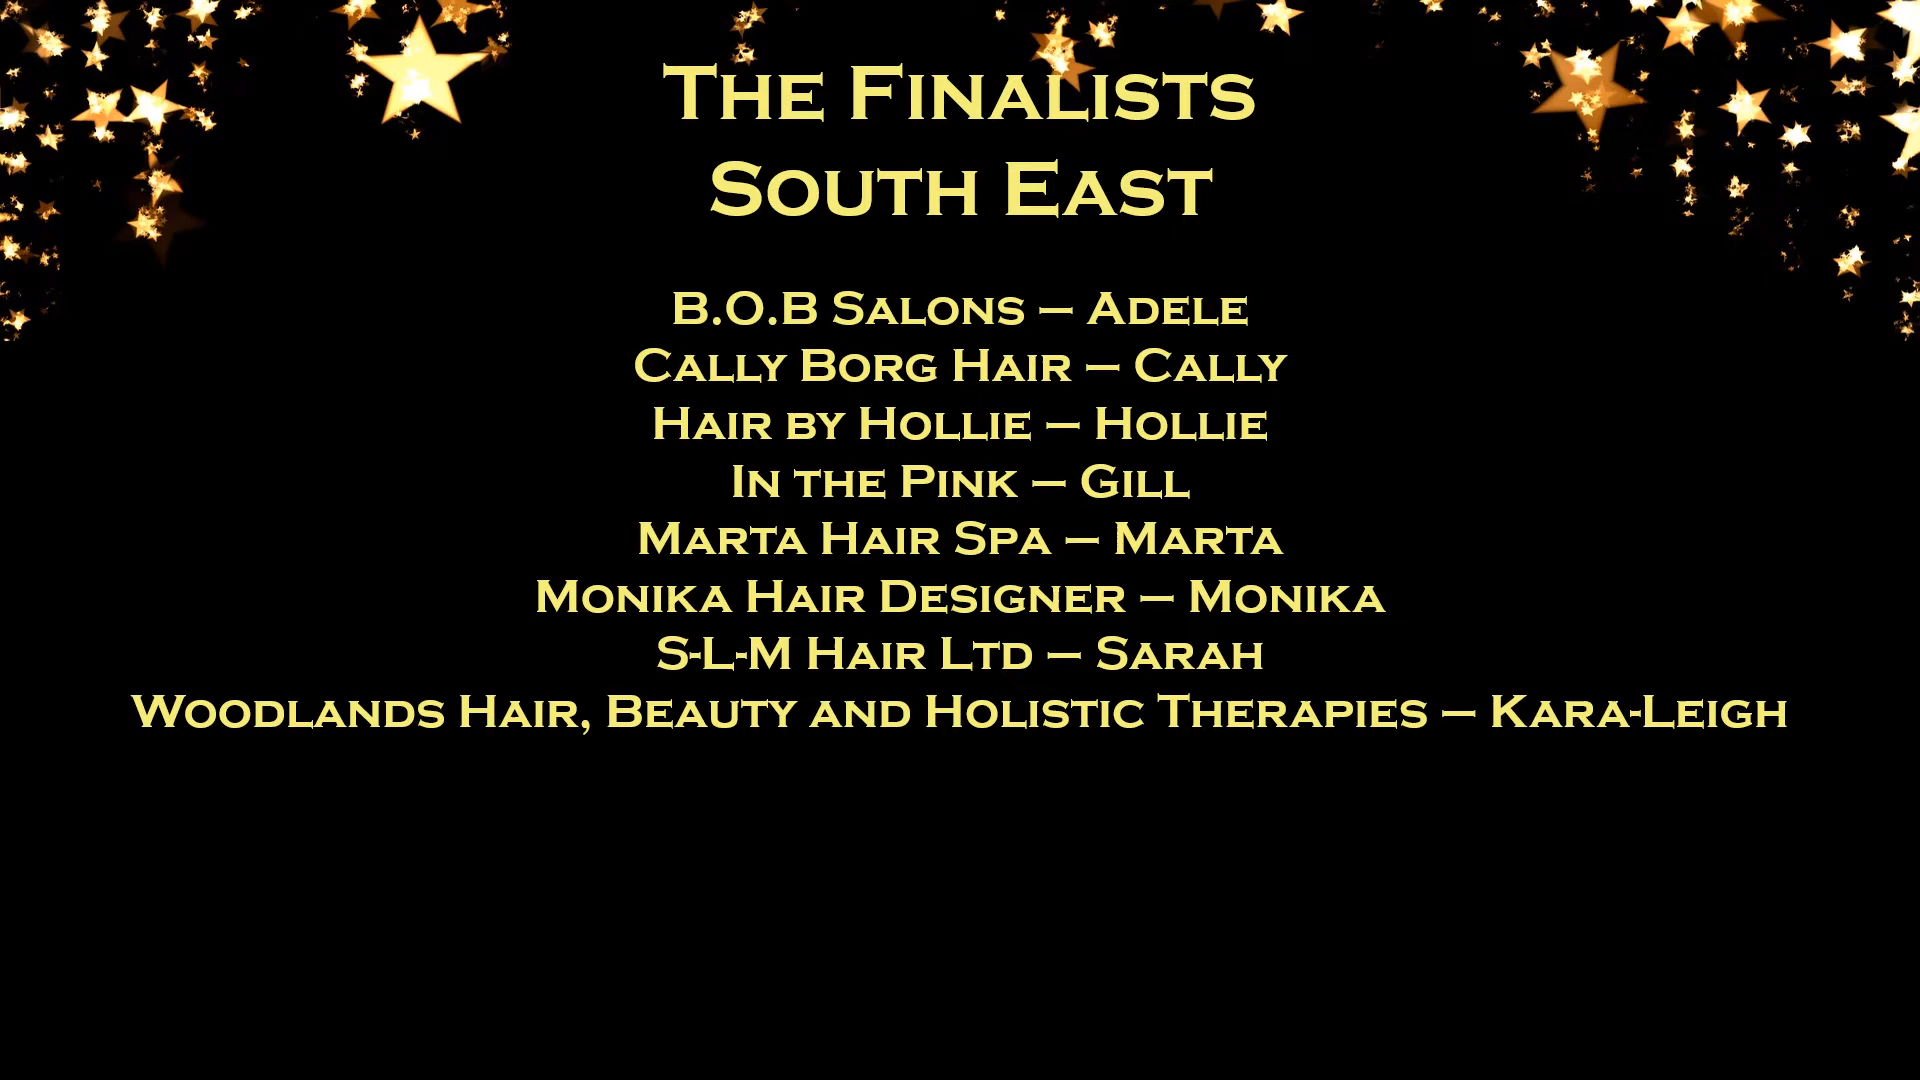 The Finalists
South East
B.O.B Salons – Adele
Cally Borg Hair – Cally
Hair by Hollie – Hollie
In the Pink – Gill
Marta Hair Spa – Marta
Monika Hair Designer – Monika
S-L-M Hair Ltd – Sarah
Woodlands Hair, Beauty and Holistic Therapies – Kara-Leigh